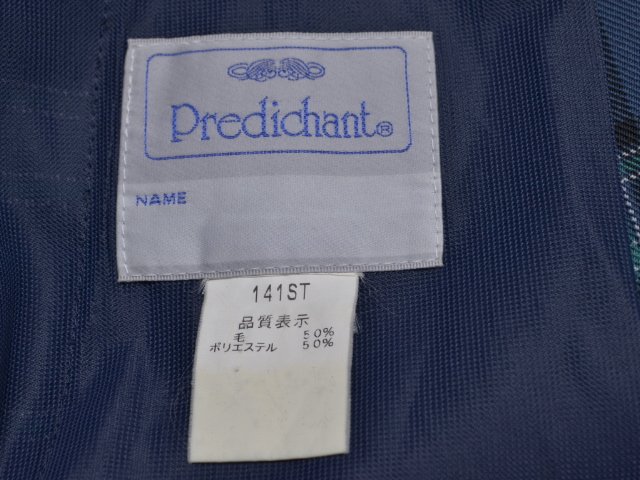 Predichant®
NAME
141ST
品質表示
毛 50%
ポリエステル 50%